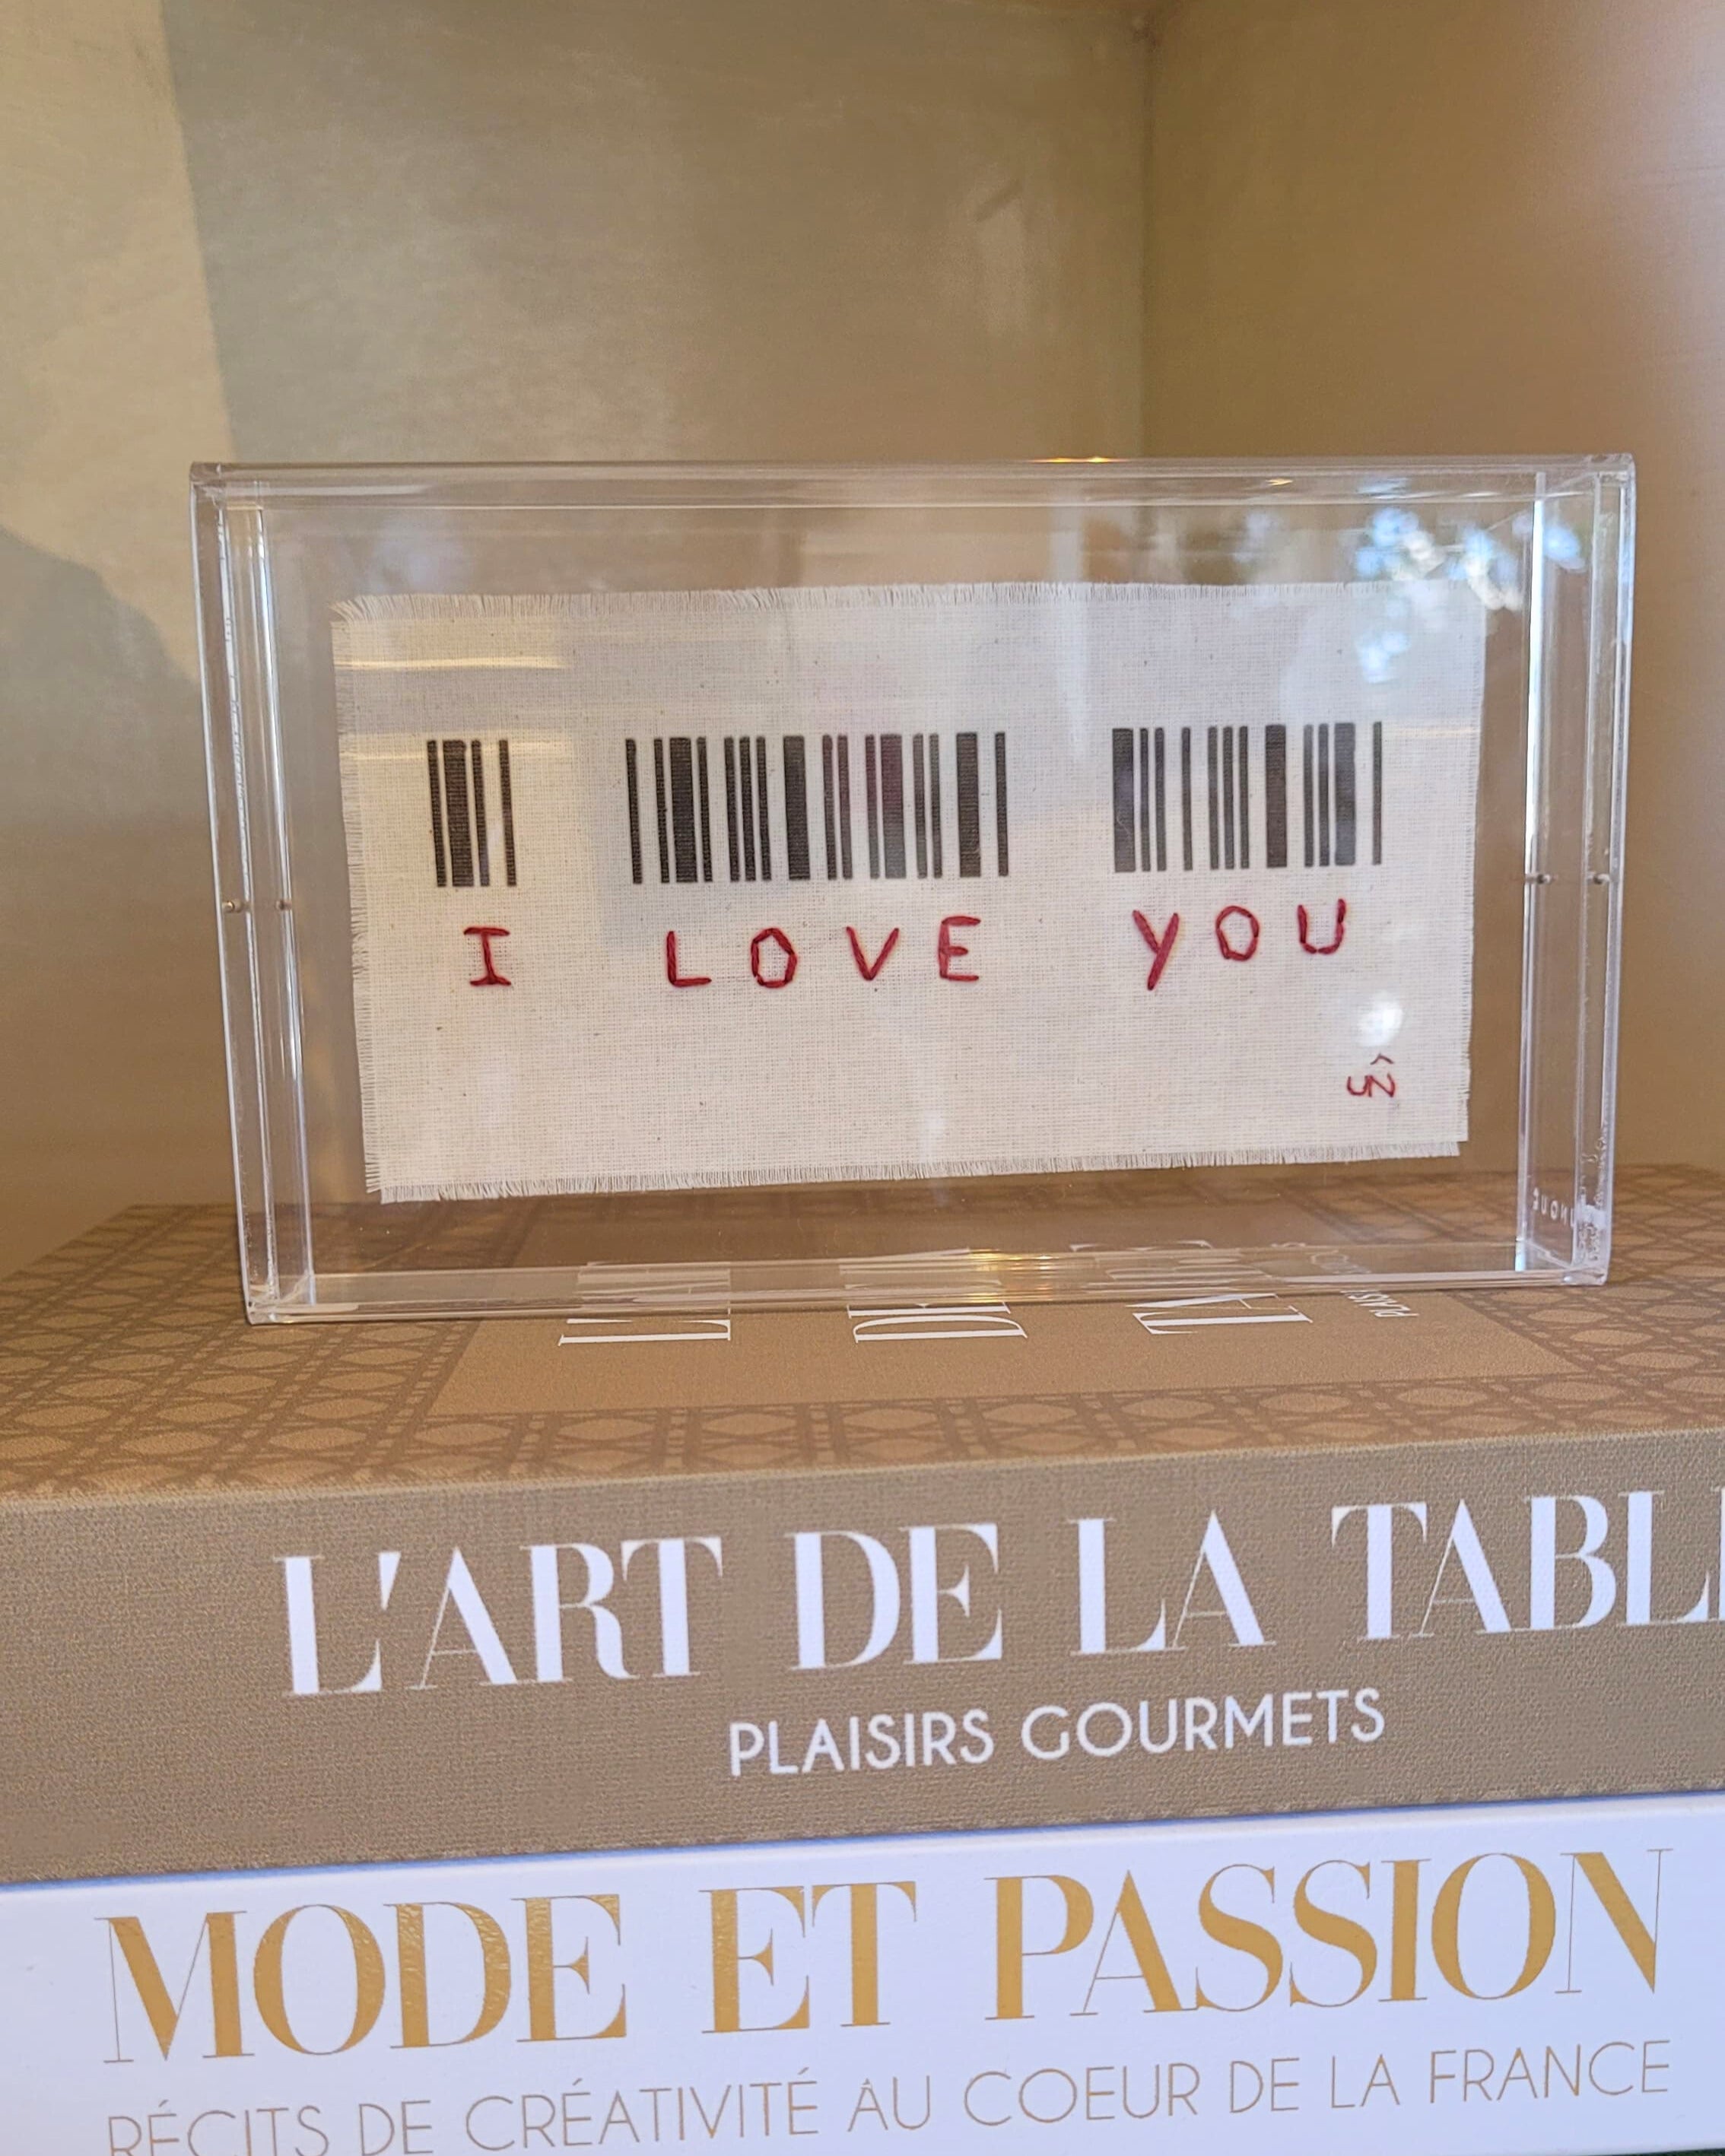 I LOVE YOU
L'ART DE LA TABL
PLAISIRS GOURMETS
MODE ET PASSION
RÉCITS DE CRÉATIVITÉ AU COEUR DE LA FRANCE